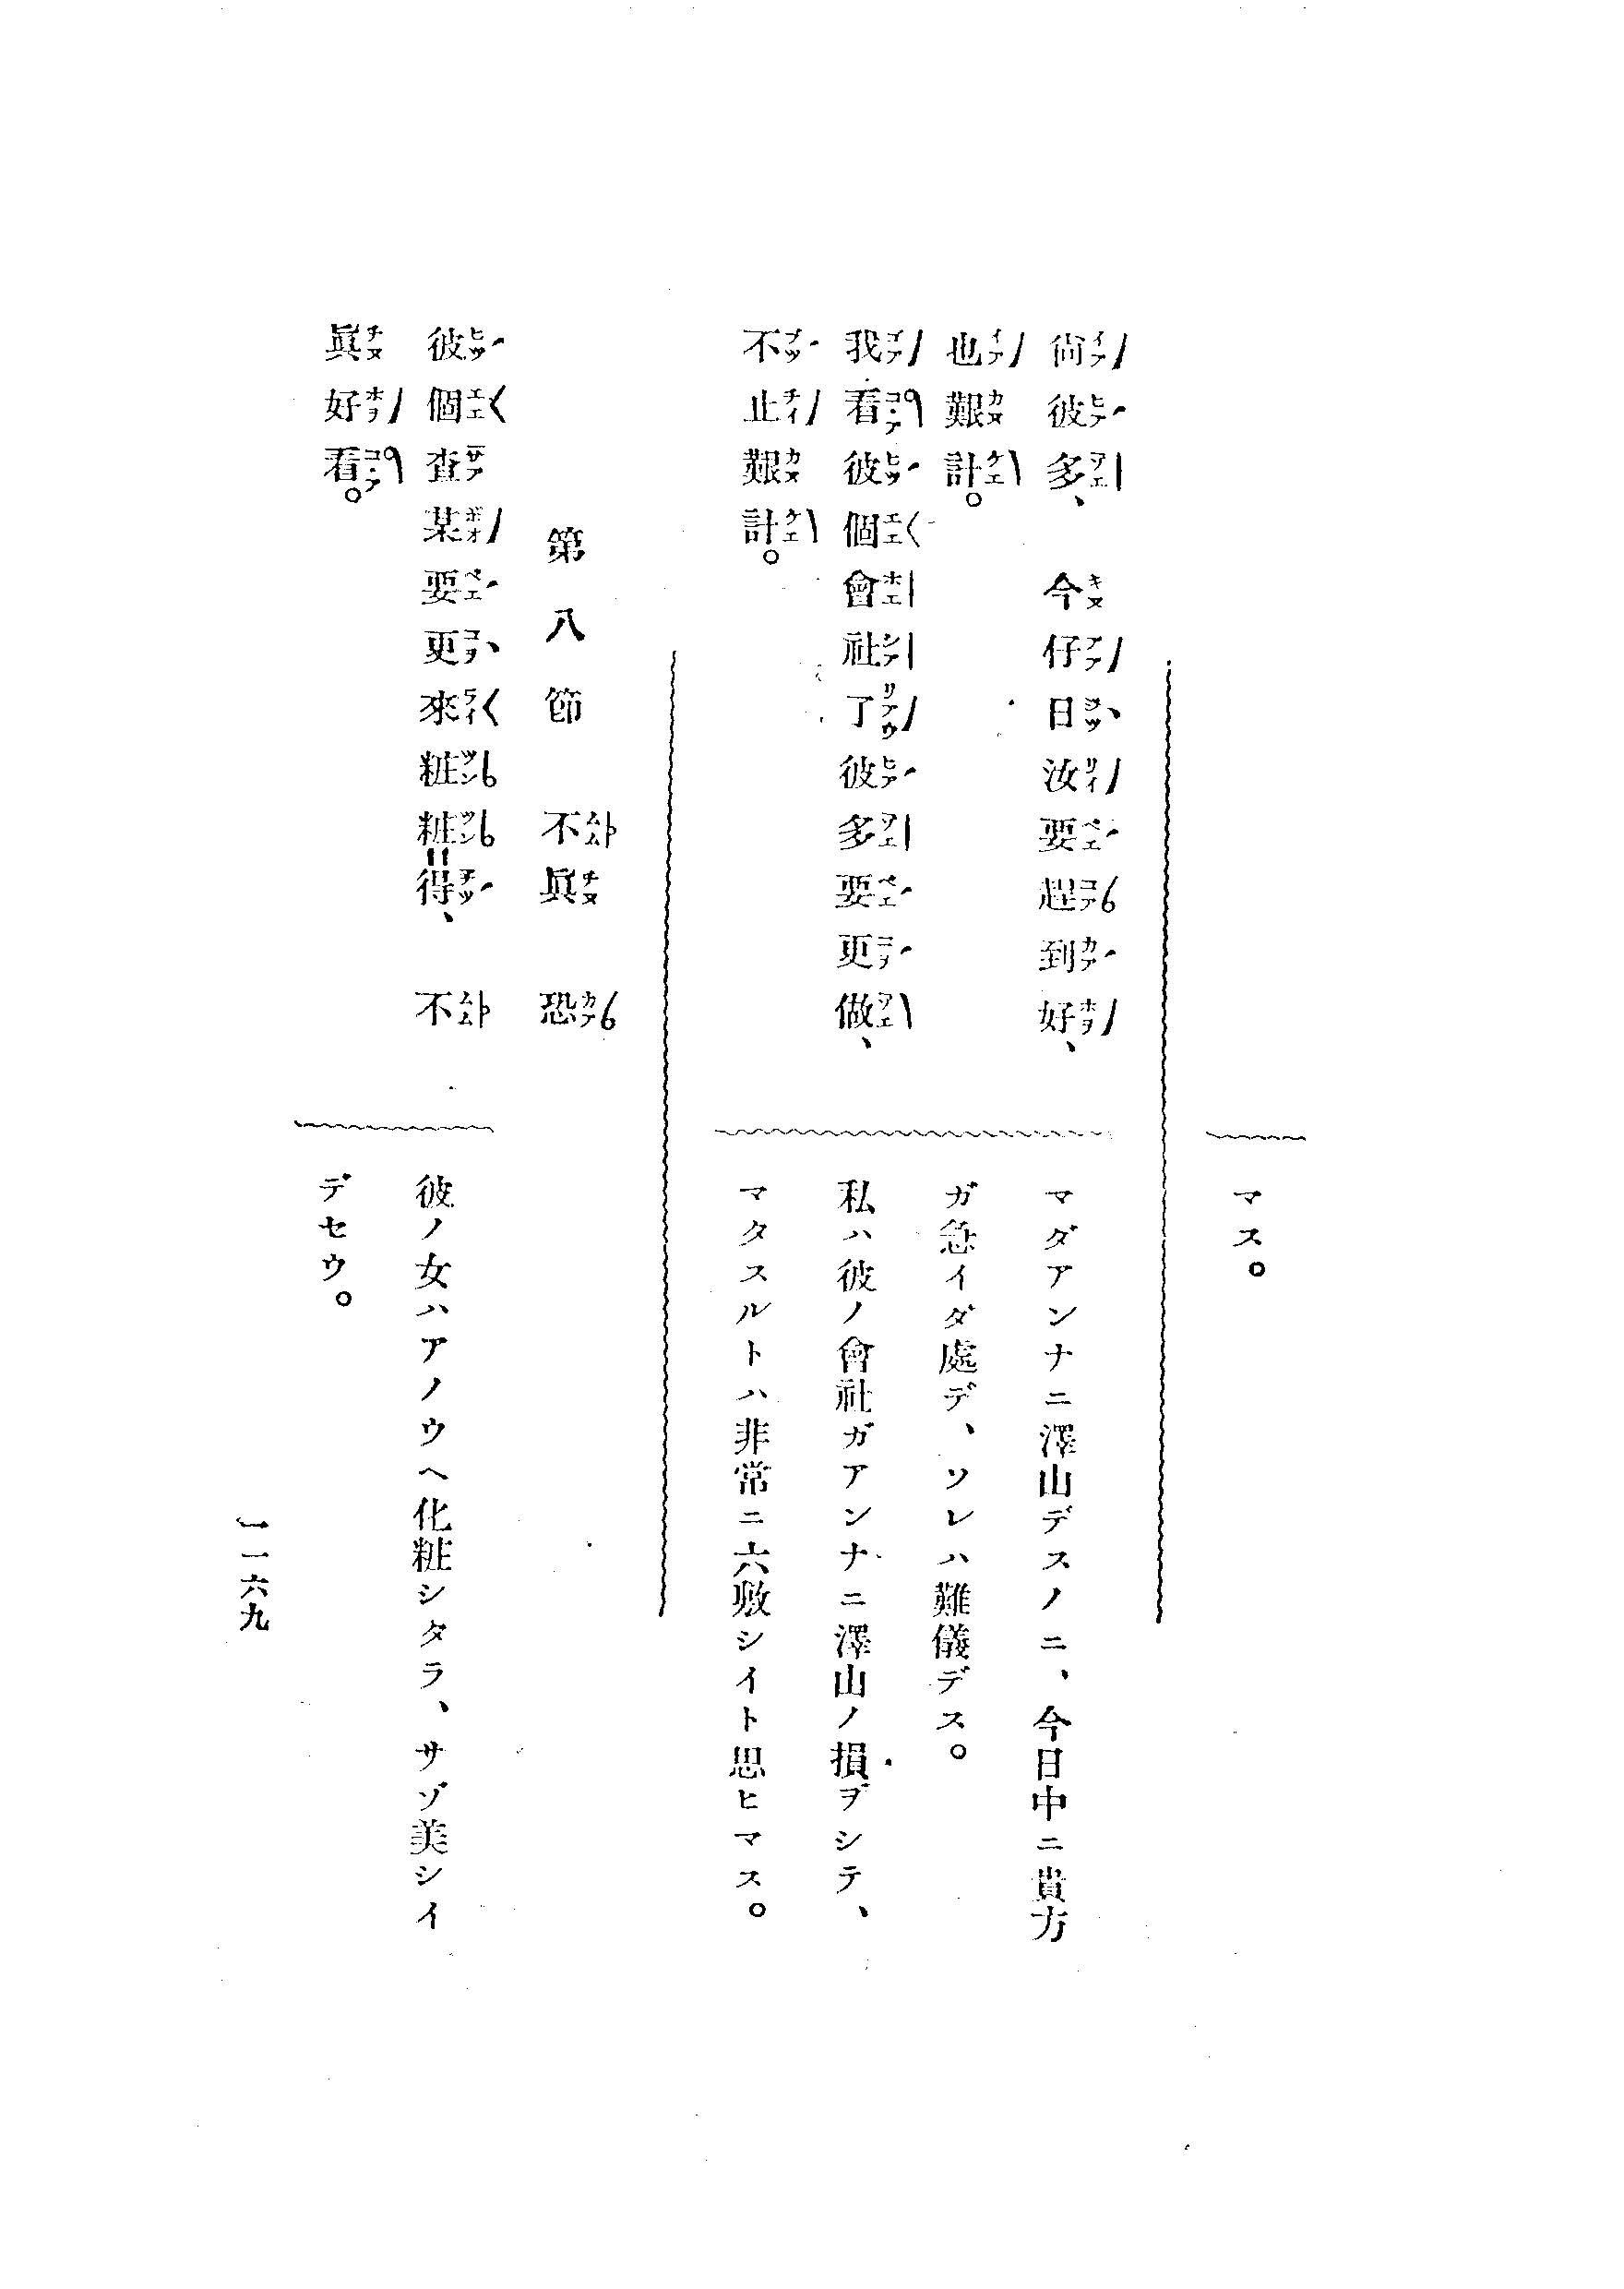 マス。
尙彼多、今仔日汝要趕到好、
也艱計。
マダアンナニ澤山デスノニ、今日中ニ貴方
ガ急イダ處デ、ソレハ難儀デス。
我看彼個會社了彼多要更做、
不止艱計。
私ハ彼ノ會社ガアンナニ澤山ノ損ヲシテ、
マタスルトハ非常ニ六敷シイト思ヒマス。
第八節 不眞 恐
彼個查某要更來粧粧得、不
眞好看。
彼ノ女ハアノウヘ化粧シタラ、サゾ美シイ
デセウ。
一一六九